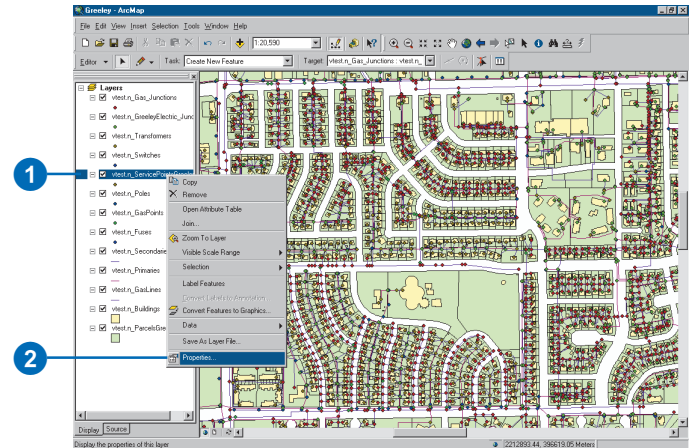 Greeley - ArcMap
File Edit View Insert Selection Tools Window Help
1:20,590
Editor Task: Create New Feature Target: vtest.n_Gas_Junctions : vtest.n_
Layers
vtest.n_Gas_Junctions
vtest.n_GreeleyElectric_Junc
vtest.n_Transformers
vtest.n_Switches
1
vtest.n_ServicePoints
Copy
Remove
vtest.n_Poles
Open Attribute Table
Join...
vtest.n_GasPoints
Zoom To Layer
vtest.n_Fuses
Visible Scale Range
vtest.n_Secondarie
Selection
vtest.n_Primaries
Label Features
Convert Labels to Annotation
vtest.n_GasLines
Convert Features to Graphics...
vtest.n_Buildings
Data
vtest.n_ParcelsGre
Save As Layer File...
2
Properties...
Display Source
Display the properties of this layer
(2212893.44, 396619.05 Meters)